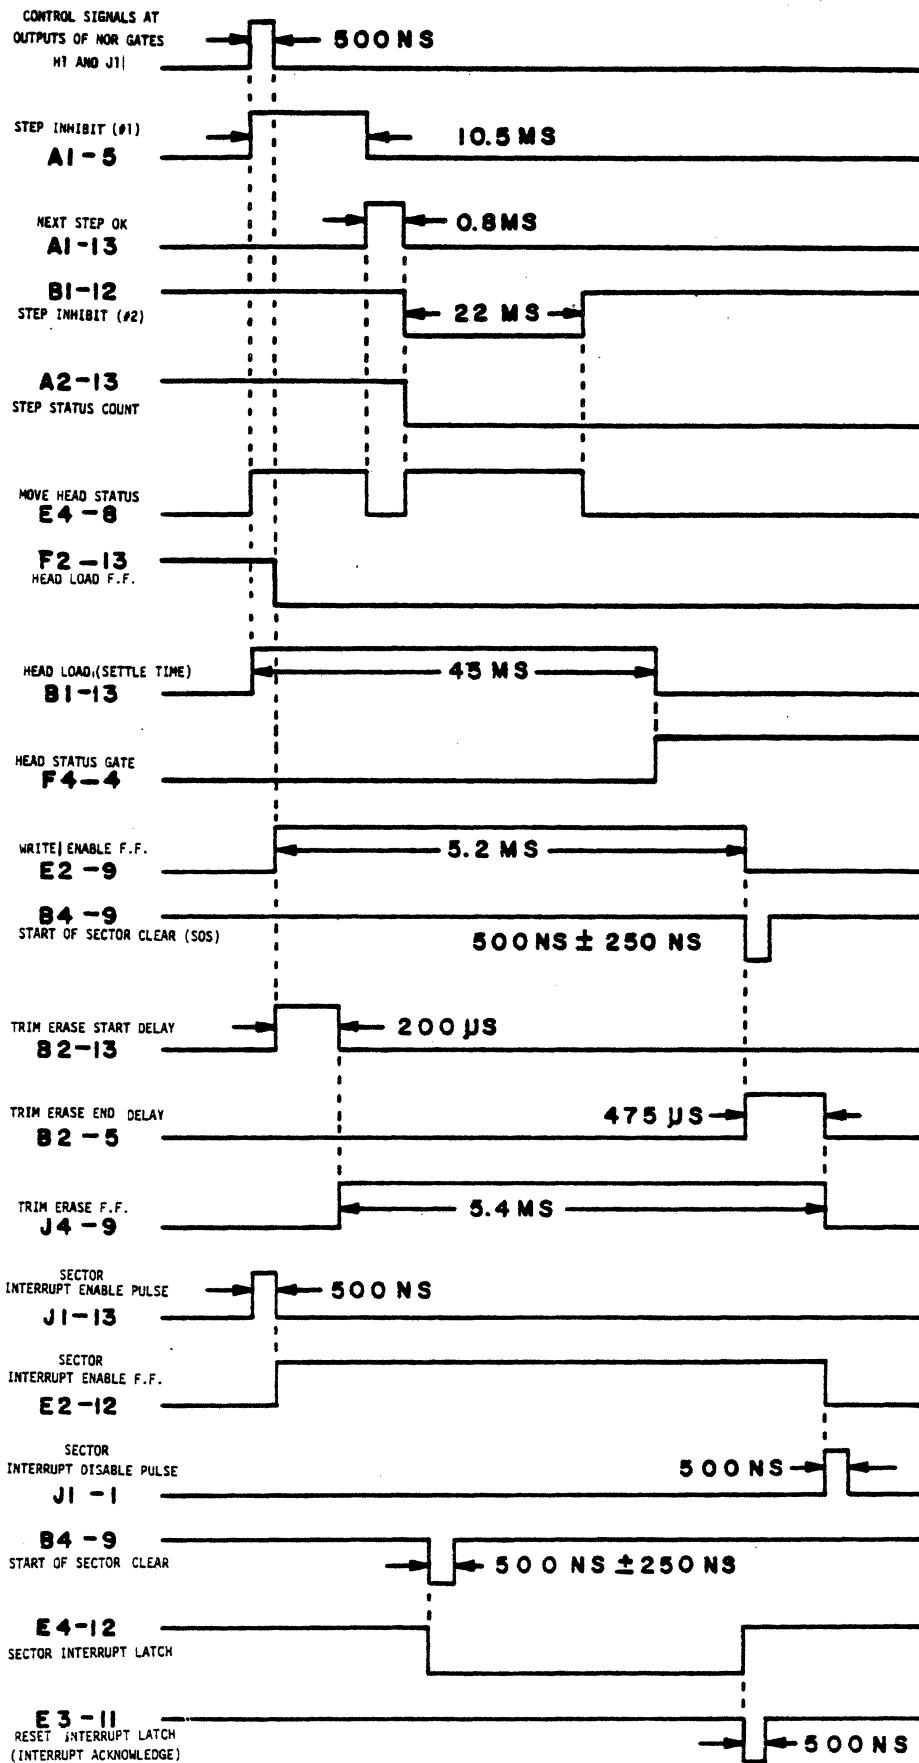 CONTROL SIGNALS AT
OUTPUTS OF NOR GATES
H1 AND J1
500NS
STEP INHIBIT (#1)
A1-5
10.5 MS
NEXT STEP OK
A1-13
0.8MS
B1-12
STEP INHIBIT (#2)
22 MS
A2-13
STEP STATUS COUNT
MOVE HEAD STATUS
E4-8
F2-13
HEAD LOAD F.F.
HEAD LOAD (SETTLE TIME)
B1-13
45 MS
HEAD STATUS GATE
F4-4
WRITE ENABLE F.F.
E2-9
5.2 MS
B4-9
START OF SECTOR CLEAR (SOS)
500NS ± 250 NS
TRIM ERASE START DELAY
B2-13
200 µS
TRIM ERASE END DELAY
B2-5
475 µS
TRIM ERASE F.F.
J4-9
5.4 MS
SECTOR
INTERRUPT ENABLE PULSE
J1-13
500NS
SECTOR
INTERRUPT ENABLE F.F.
E2-12
SECTOR
INTERRUPT DISABLE PULSE
J1-1
500NS
B4-9
START OF SECTOR CLEAR
500 NS ± 250 NS
E4-12
SECTOR INTERRUPT LATCH
E3-11
RESET INTERRUPT LATCH
(INTERRUPT ACKNOWLEDGE)
500NS